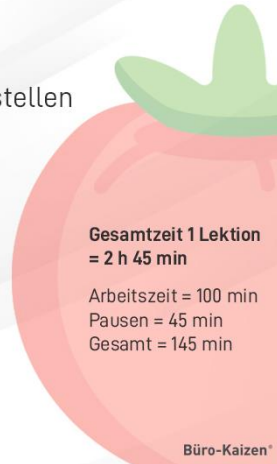 stellen
Gesamtzeit 1 Lektion
= 2 h 45 min
Arbeitszeit = 100 min
Pausen = 45 min
Gesamt = 145 min
Büro-Kaizen®